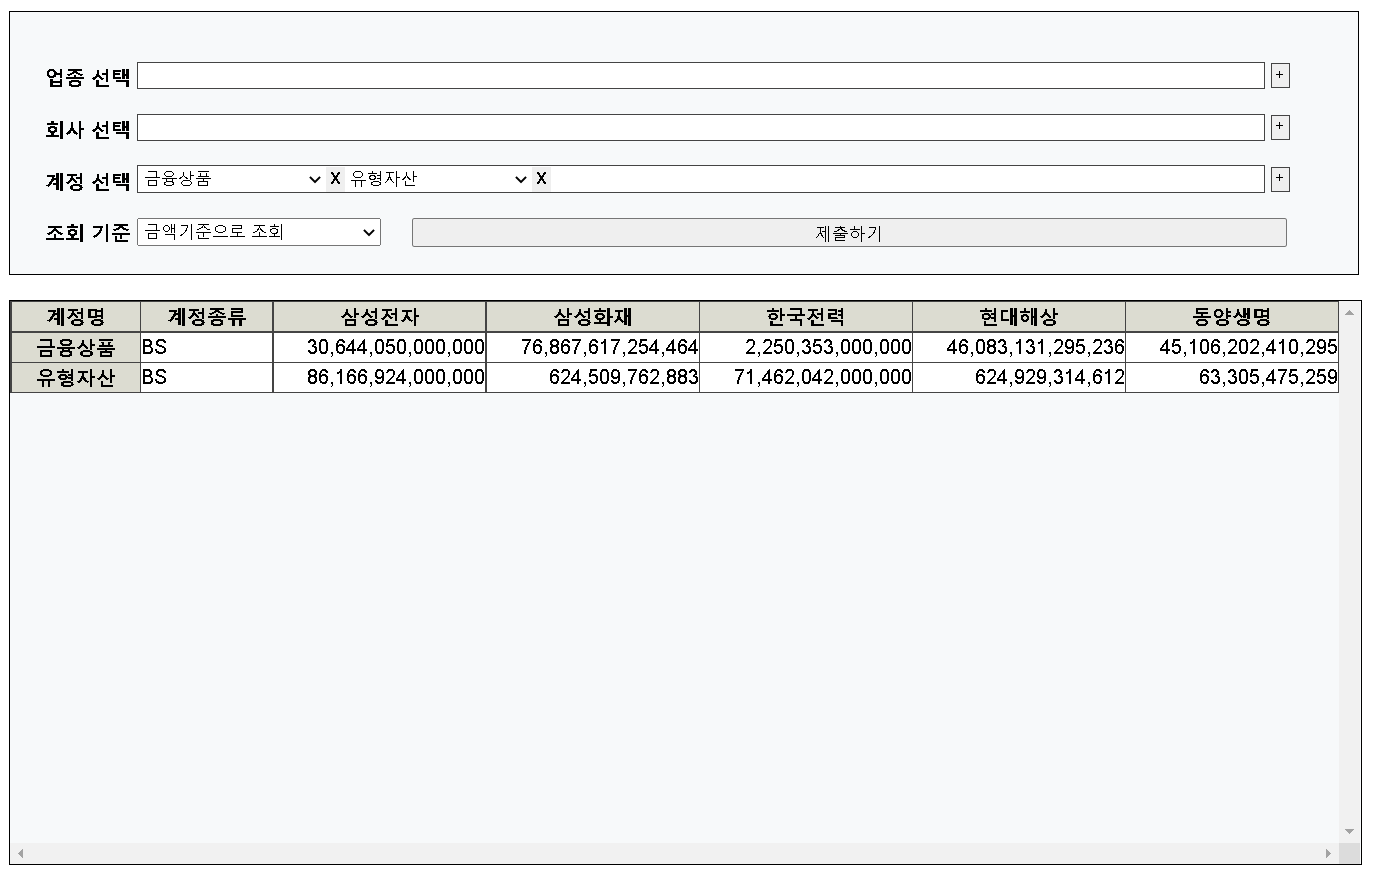 업종 선택 +
회사 선택 +
계정 선택 금융상품 X 유형자산 X +
조회 기준 금액기준으로 조회 제출하기
계정명 계정종류 삼성전자 삼성화재 한국전력 현대해상 동양생명
금융상품 BS 30,644,050,000,000 76,867,617,254,464 2,250,353,000,000 46,083,131,295,236 45,106,202,410,295
유형자산 BS 86,166,924,000,000 624,509,762,883 71,462,042,000,000 624,929,314,612 63,305,475,259